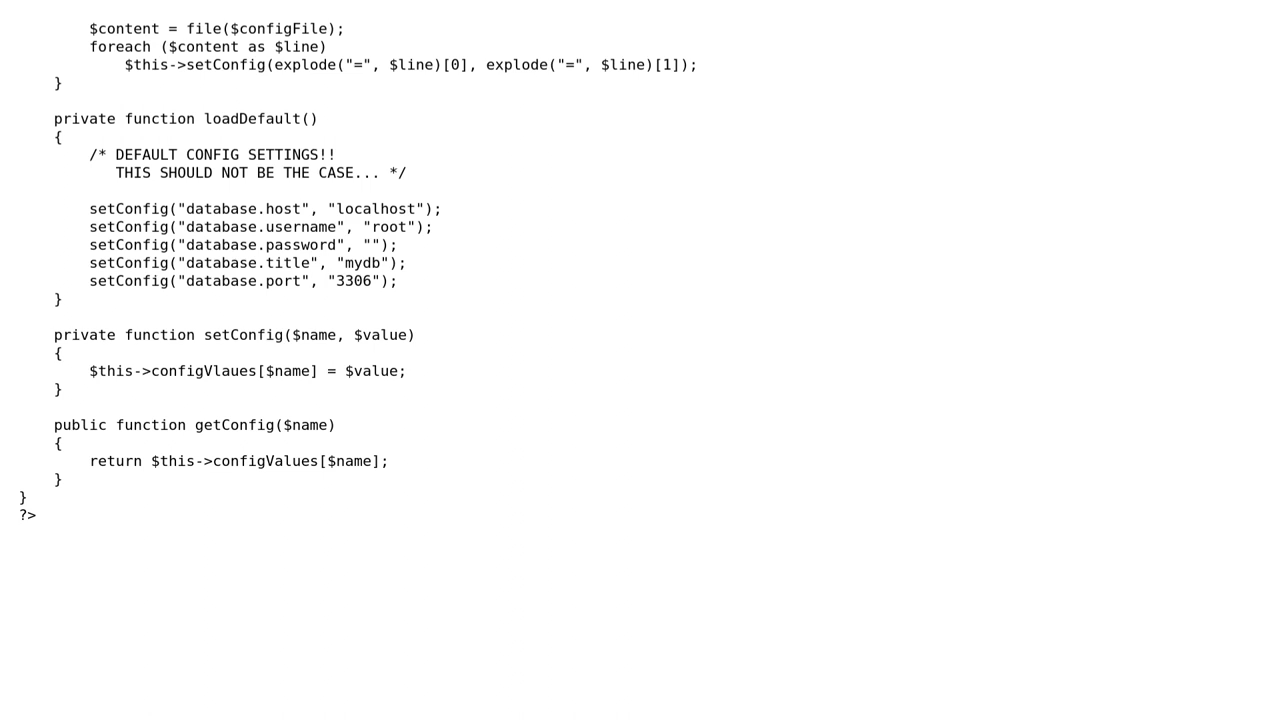 $content = file($configFile);
foreach ($content as $line)
$this->setConfig(explode("=", $line)[0], explode("=", $line)[1]);
}
private function loadDefault()
{
/* DEFAULT CONFIG SETTINGS!!
THIS SHOULD NOT BE THE CASE... */
setConfig("database.host", "localhost");
setConfig("database.username", "root");
setConfig("database.password", "");
setConfig("database.title", "mydb");
setConfig("database.port", "3306");
}
private function setConfig($name, $value)
{
$this->configVlaues[$name] = $value;
}
public function getConfig($name)
{
return $this->configValues[$name];
}
}
?>